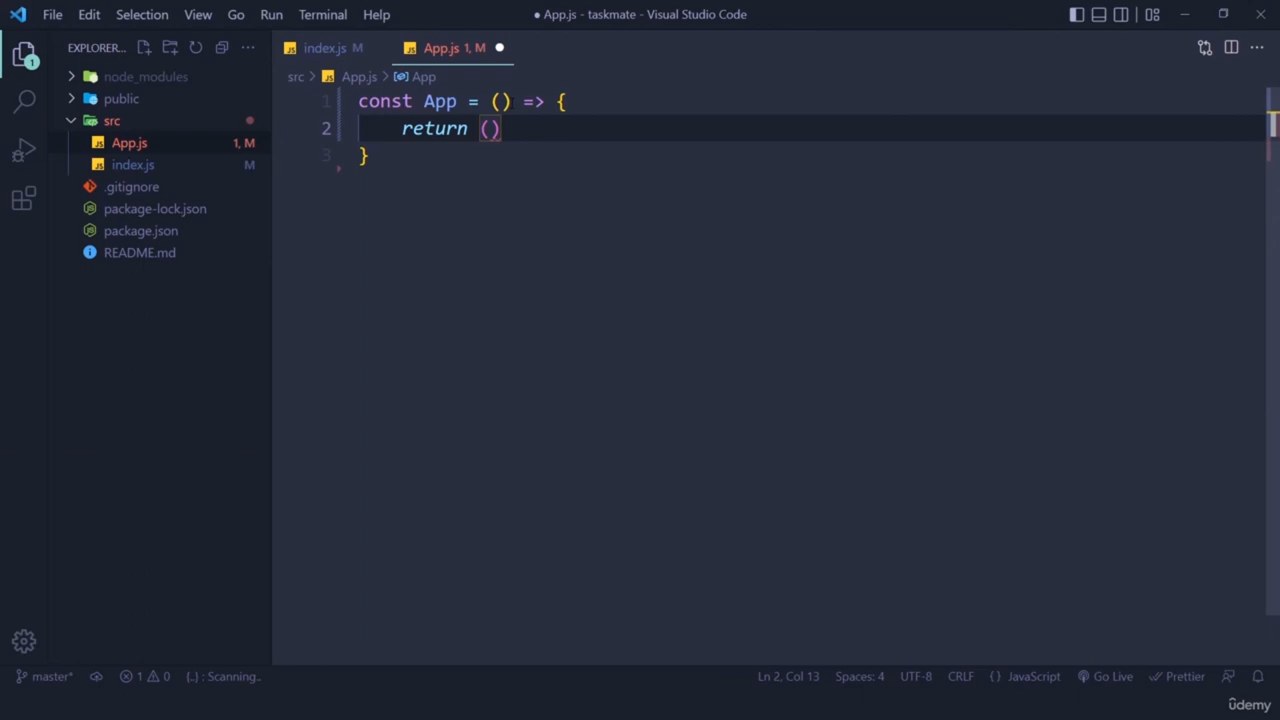 File Edit Selection View Go Run Terminal Help
● App.js - taskmate - Visual Studio Code
EXPLORER...
index.js M
App.js 1, M
src > App.js > App
node_modules
public
src
App.js 1, M
index.js M
.gitignore
package-lock.json
package.json
README.md
1
1 const App = () => {
2 return ()
3 }
master* 1 0 {..} : Scanning..
Ln 2, Col 13 Spaces: 4 UTF-8 CRLF { } JavaScript Go Live Prettier
ûdemy